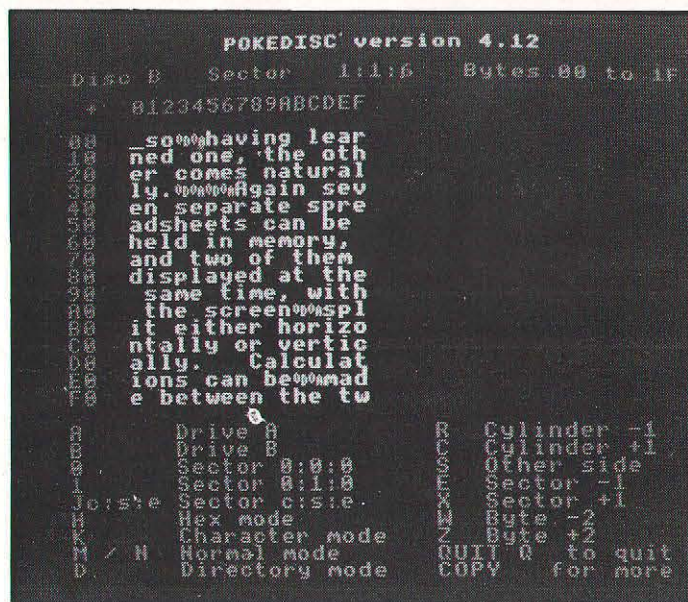 POKEDISC' version 4.12
Disc B Sector 1:1:6 Bytes 00 to 1F
+ 0123456789ABCDEF
00 _so␍␊having lear
10 ned one, the oth
20 er comes natural
30 ly.␍␊␍␊Again sev
40 en separate spre
50 adsheets can be
60 held in memory,
70 and two of them
80 displayed at the
90 same time, with
A0 the screen␍␊spl
B0 it either horizo
C0 ntally or vertic
D0 ally. Calculat
E0 ions can be␍␊mad
F0 e between the tw
A Drive A R Cylinder -1
B Drive B C Cylinder +1
0 Sector 0:0:0 S Other side
1 Sector 0:1:0 E Sector -1
Jc:s:e Sector c:s:e X Sector +1
H Hex mode W Byte -2
K Character mode Z Byte +2
M / N Normal mode QUIT Q to quit
D Directory mode COPY for more